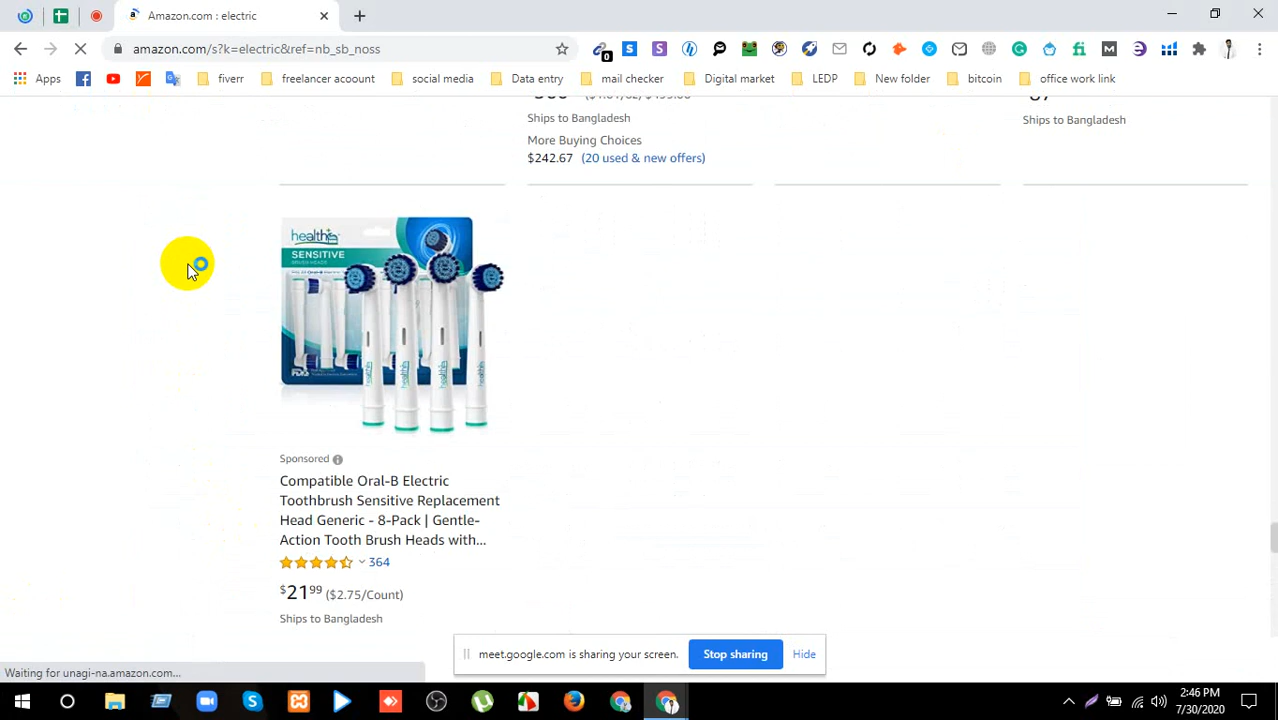 Amazon.com : electric
amazon.com/s?k=electric&ref=nb_sb_noss
Apps fiverr freelancer acoount social media Data entry mail checker Digital market LEDP New folder bitcoin office work link
Ships to Bangladesh
More Buying Choices
$242.67 (20 used & new offers)
Ships to Bangladesh
health
SENSITIVE
Sponsored
Compatible Oral-B Electric
Toothbrush Sensitive Replacement
Head Generic - 8-Pack | Gentle-
Action Tooth Brush Heads with...
364
$21 99 ($2.75/Count)
Ships to Bangladesh
meet.google.com is sharing your screen. Stop sharing Hide
Waiting for unagi-na.amazon.com...
2:46 PM
7/30/2020